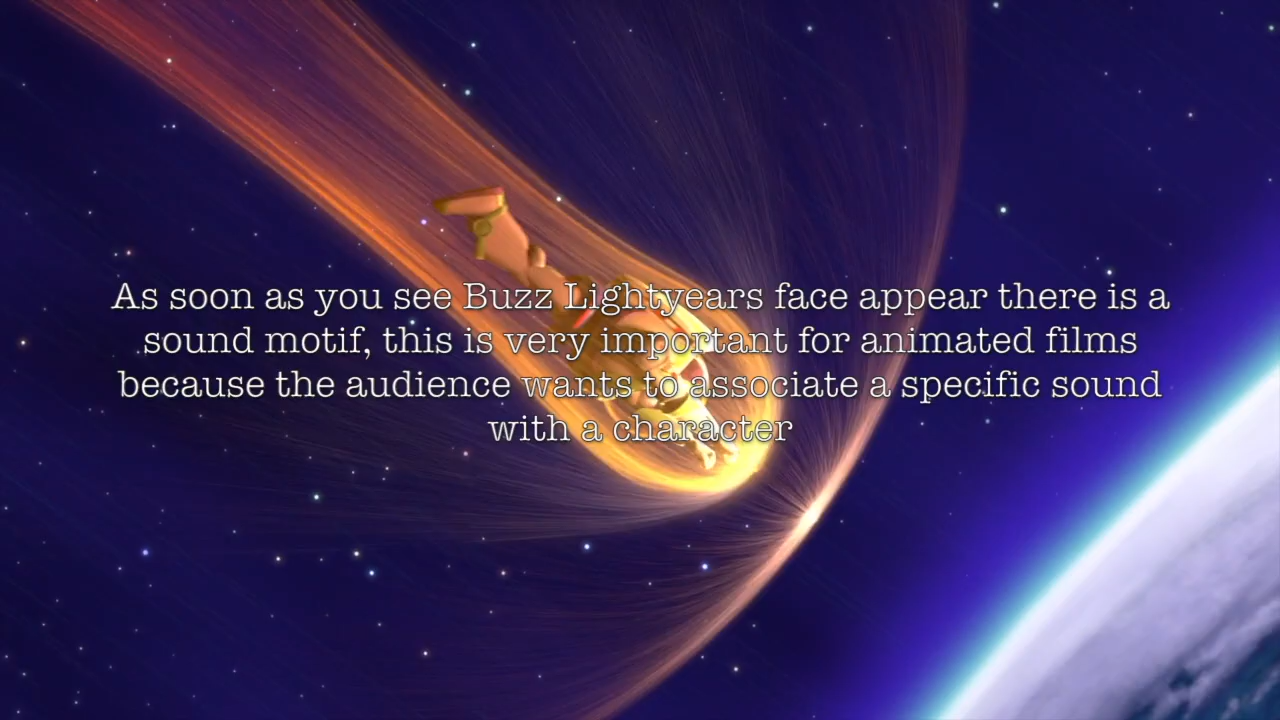 As soon as you see Buzz Lightyears face appear there is a
sound motif, this is very important for animated films
because the audience wants to associate a specific sound
with a character